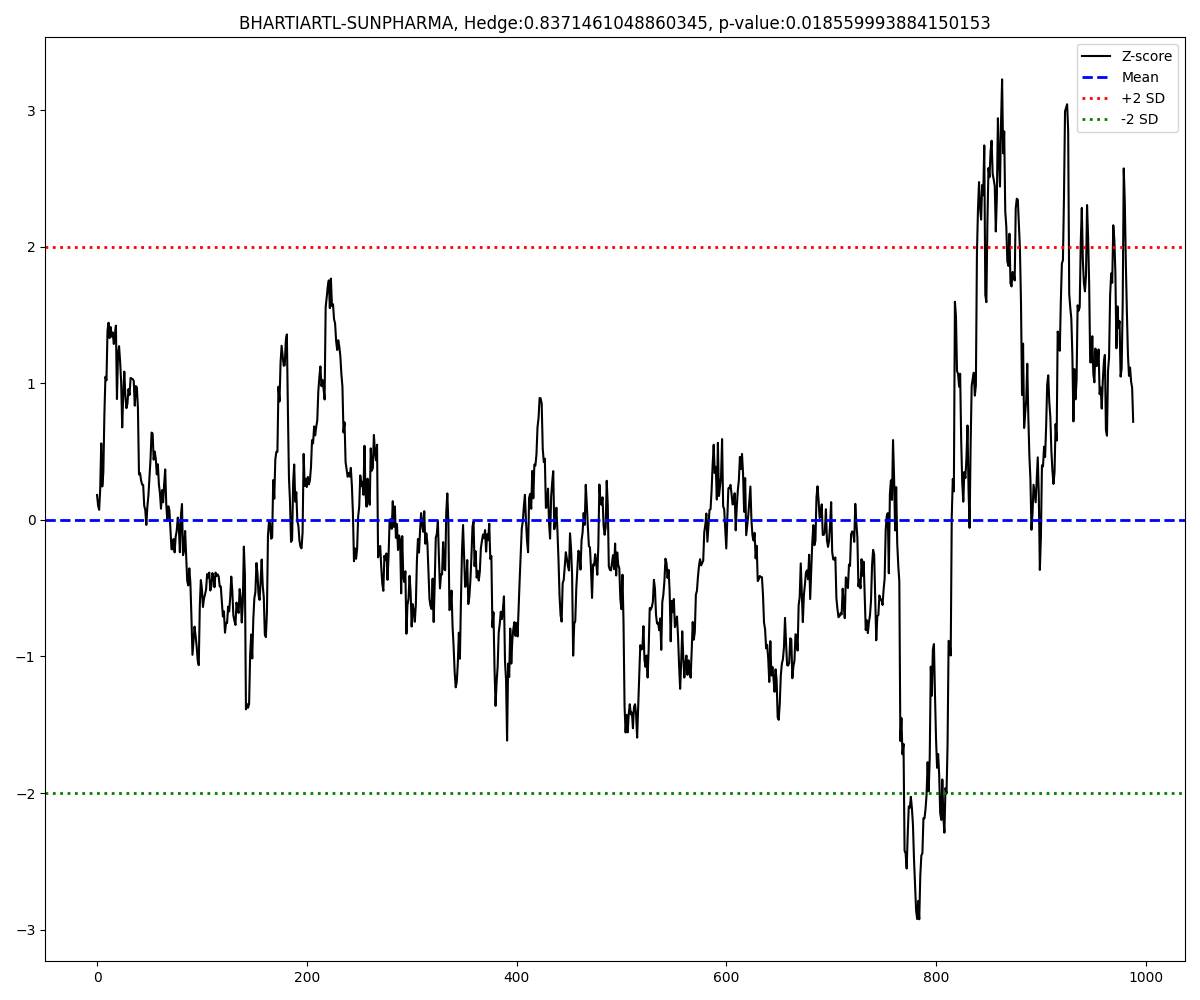 BHARTIARTL-SUNPHARMA, Hedge:0.8371461048860345, p-value:0.018559993884150153
Z-score
Mean
+2 SD
-2 SD
3
2
1
0
−1
−2
−3
0 200 400 600 800 1000